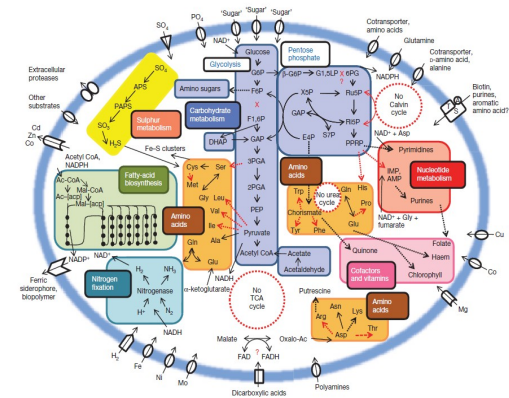 SO₄
PO₄
'Sugar'
'Sugar'
'Sugar'
Cotransporter,
amino acids
Glutamine
Cotransporter,
D-amino acid,
alanine
Biotin,
purines,
aromatic amino
acid?
S
Extracellular
proteases
Other
substrates
Cd
Zn
Co
NAD⁺
Glucose
Glycolysis
G6P
F6P
X
F1,6P
GAP
DHAP
3PGA
2PGA
PEP
Pyruvate
Acetyl CoA
NADH
Pentose
phosphate
β-G6P
G1,5LP
X
?
6PG
NADPH
X5P
Ru5P
GAP
R5P
S7P
E4P
PPRP
No
Calvin
cycle
NAD⁺ + Asp
SO₄
APS
PAPS
SO₃
H₂S
Sulphur
metabolism
Amino sugars
Carbohydrate
metabolism
Fe-S clusters
Acetyl CoA,
NADPH
Fatty-acid
biosynthesis
Ac-CoA
Mal-CoA
Ac-[acp]
Mal-[acp]
NADP⁺
Cys
Ser
Met
Gly
Leu
Val
Ile
Ala
Gln
Glu
Amino
acids
α-ketoglutarate
Amino
acids
Trp
Chorismate
Tyr
Phe
No urea
cycle
Gln
His
Pro
Glu
Pyrimidines
IMP,
AMP
Purines
Nucleotide
metabolism
NAD⁺ + Gly +
fumarate
Folate
Haem
Quinone
Chlorophyll
Cofactors
and vitamins
Acetate
Acetaldehyde
NAD⁺
Nitrogen
fixation
H₂
NH₃
Nitrogenase
H⁺
N₂
NADH
No
TCA
cycle
Putrescine
Asn
Lys
Arg
Asp
Thr
Amino
acids
Malate
Oxalo-Ac
FAD
?
FADH
Ferric
siderophore,
biopolymer
H₂
Fe
Ni
Mo
Dicarboxylic acids
Polyamines
Mg
Co
Cu